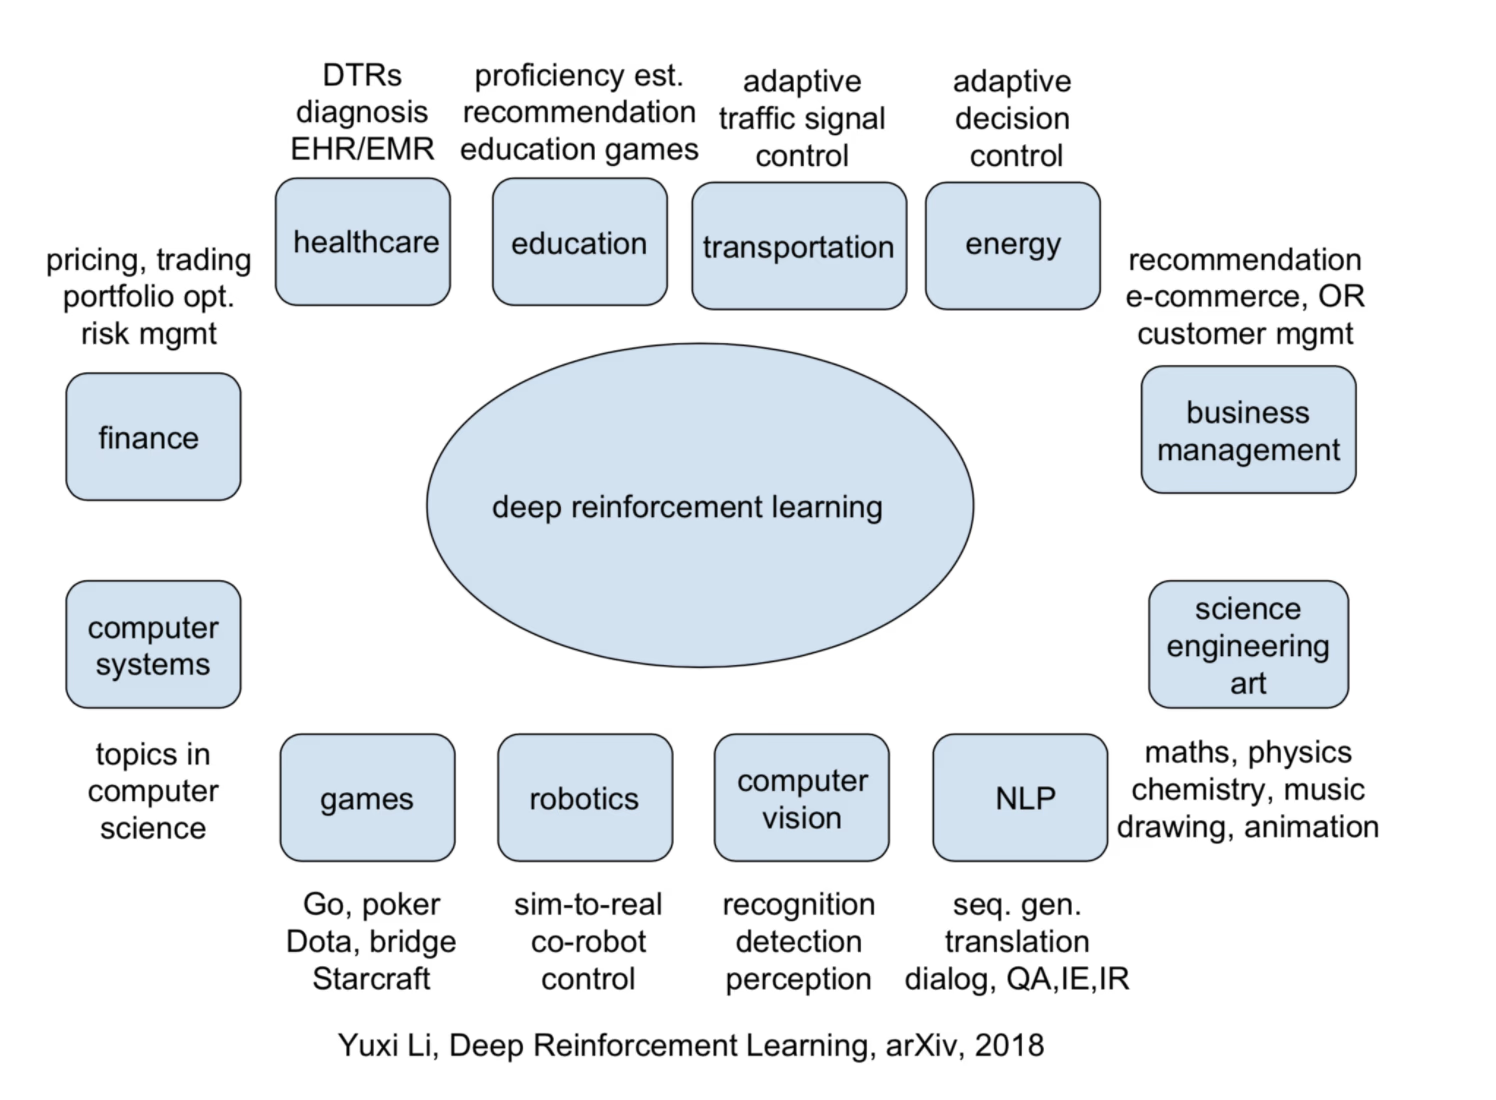 DTRs
diagnosis
EHR/EMR
healthcare
proficiency est.
recommendation
education games
education
adaptive
traffic signal
control
transportation
adaptive
decision
control
energy
pricing, trading
portfolio opt.
risk mgmt
finance
recommendation
e-commerce, OR
customer mgmt
business
management
deep reinforcement learning
computer
systems
topics in
computer
science
science
engineering
art
maths, physics
chemistry, music
drawing, animation
games
Go, poker
Dota, bridge
Starcraft
robotics
sim-to-real
co-robot
control
computer
vision
recognition
detection
perception
NLP
seq. gen.
translation
dialog, QA,IE,IR
Yuxi Li, Deep Reinforcement Learning, arXiv, 2018